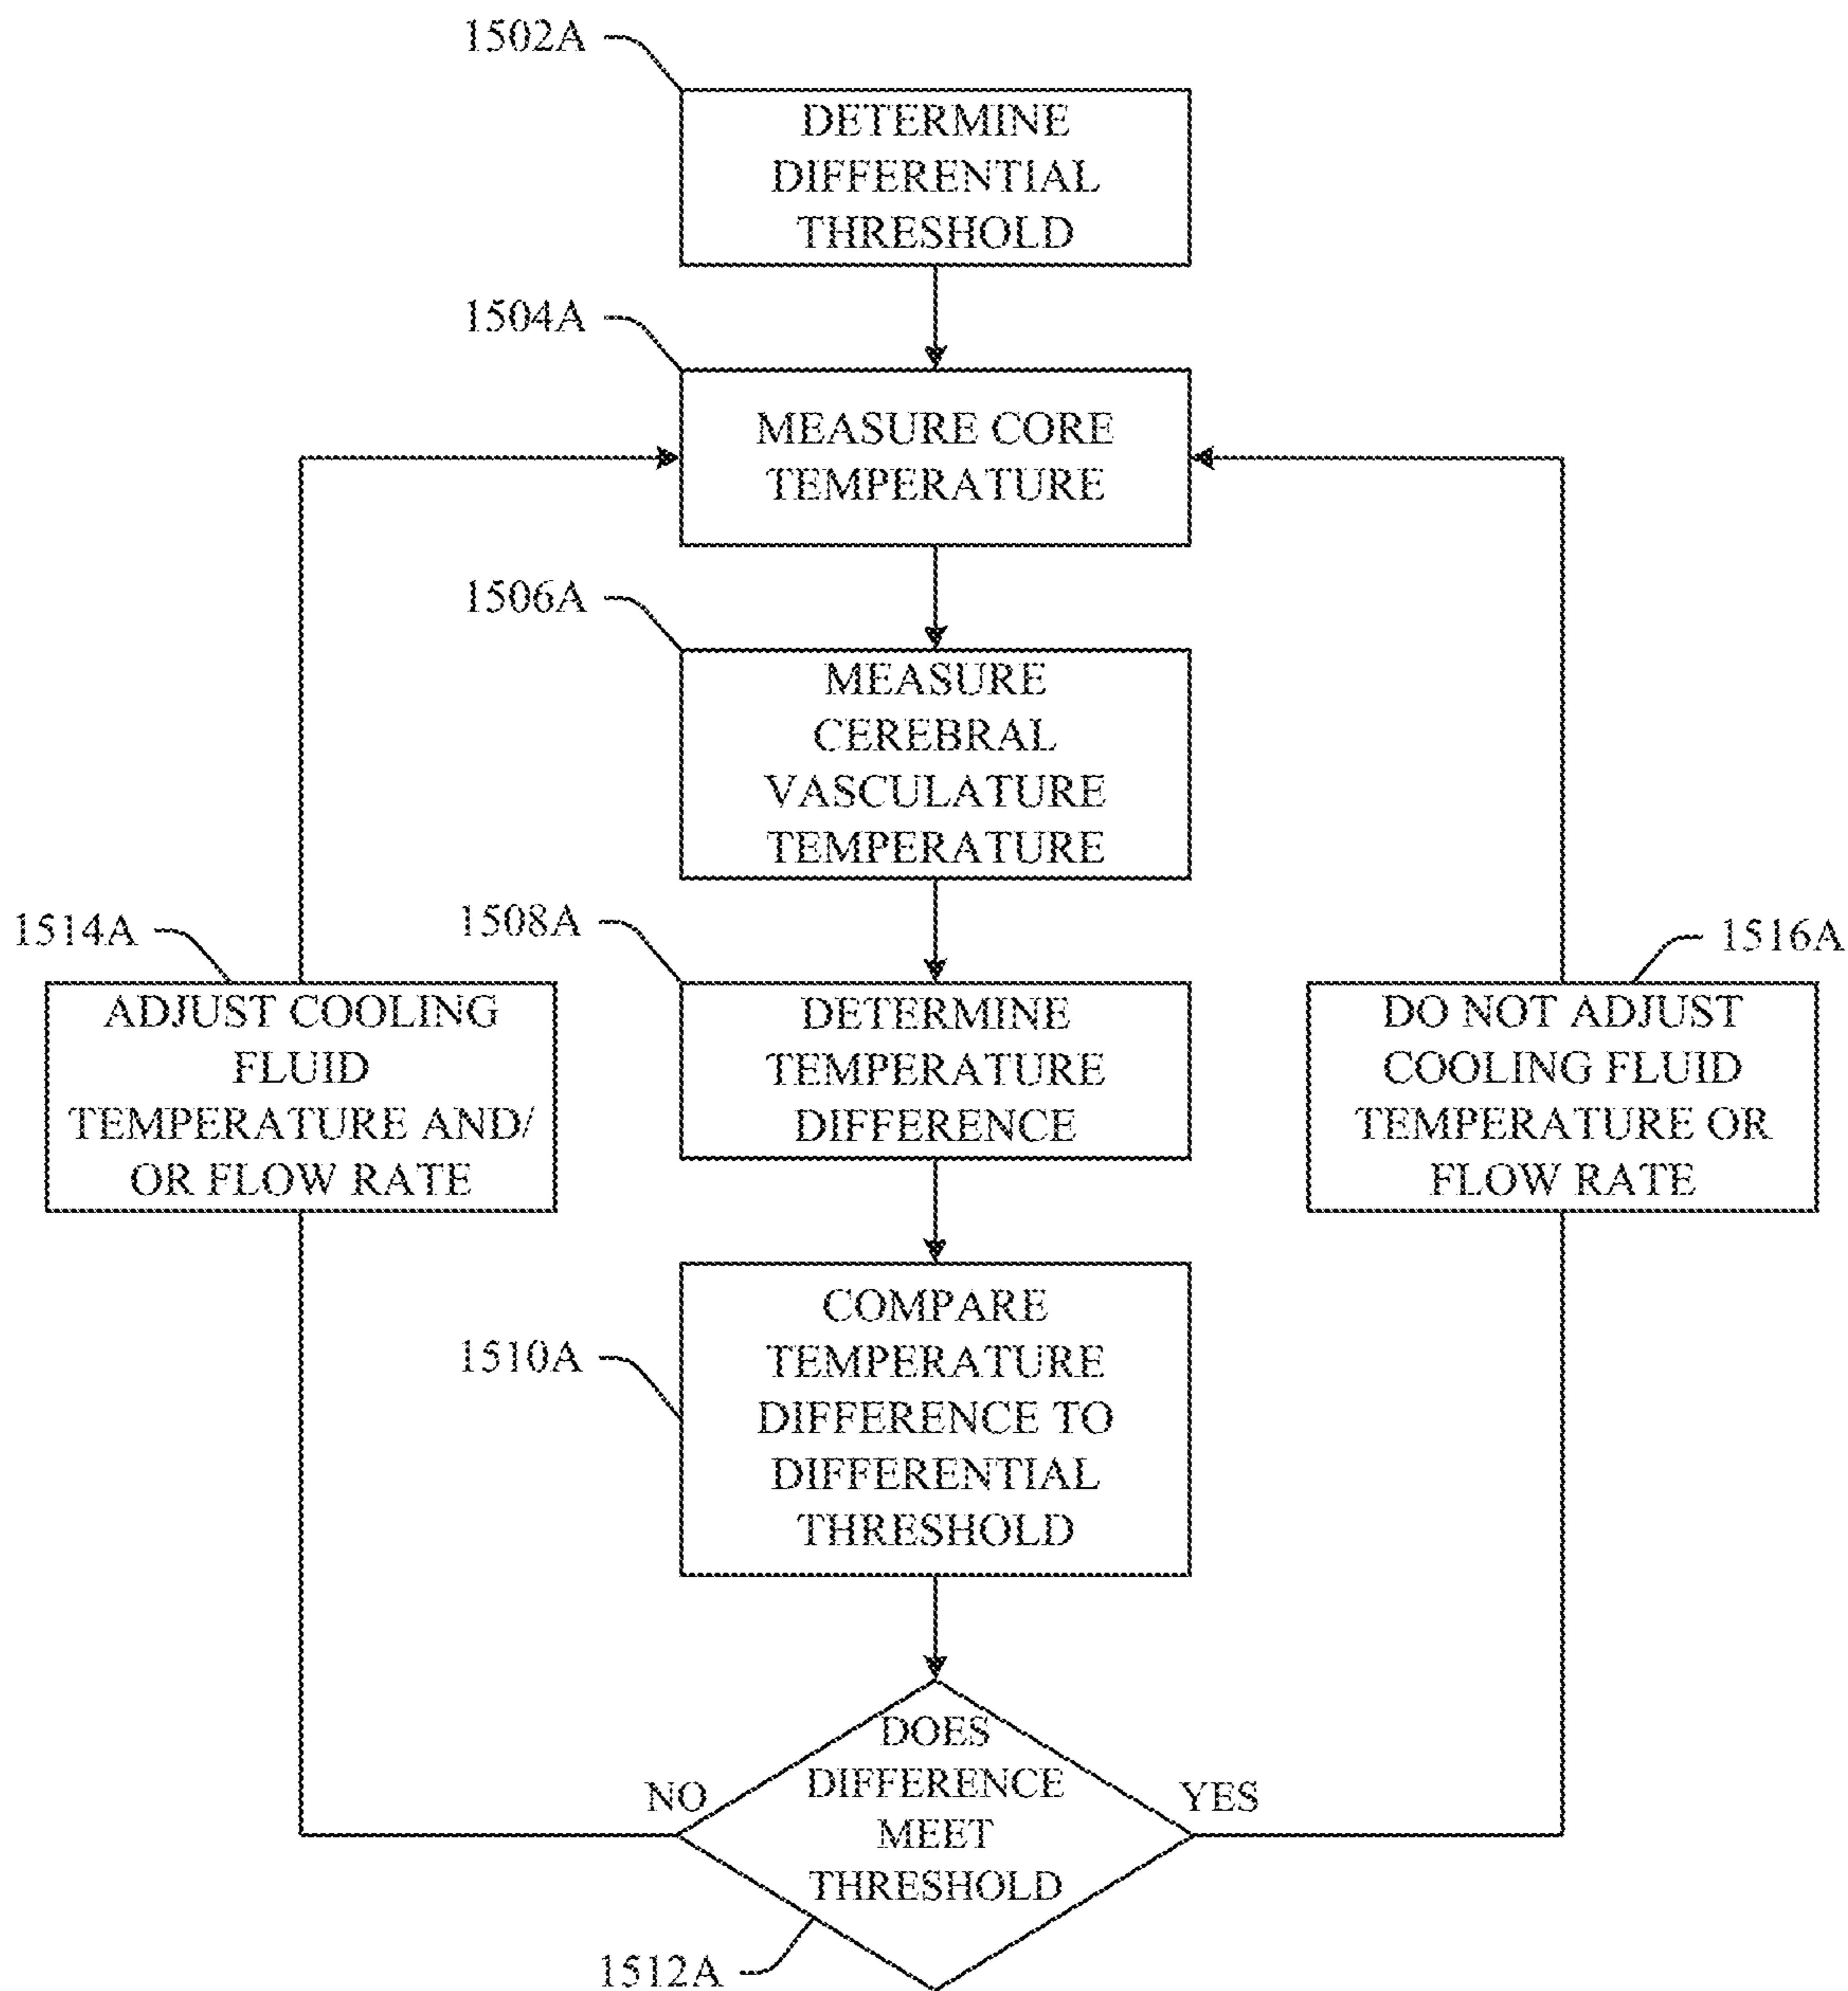 1502A
DETERMINE
DIFFERENTIAL
THRESHOLD
1504A
MEASURE CORE
TEMPERATURE
1506A
MEASURE
CEREBRAL
VASCULATURE
TEMPERATURE
1514A
ADJUST COOLING
FLUID
TEMPERATURE AND/
OR FLOW RATE
1508A
DETERMINE
TEMPERATURE
DIFFERENCE
1516A
DO NOT ADJUST
COOLING FLUID
TEMPERATURE OR
FLOW RATE
1510A
COMPARE
TEMPERATURE
DIFFERENCE TO
DIFFERENTIAL
THRESHOLD
NO
DOES
DIFFERENCE
MEET
THRESHOLD
YES
1512A